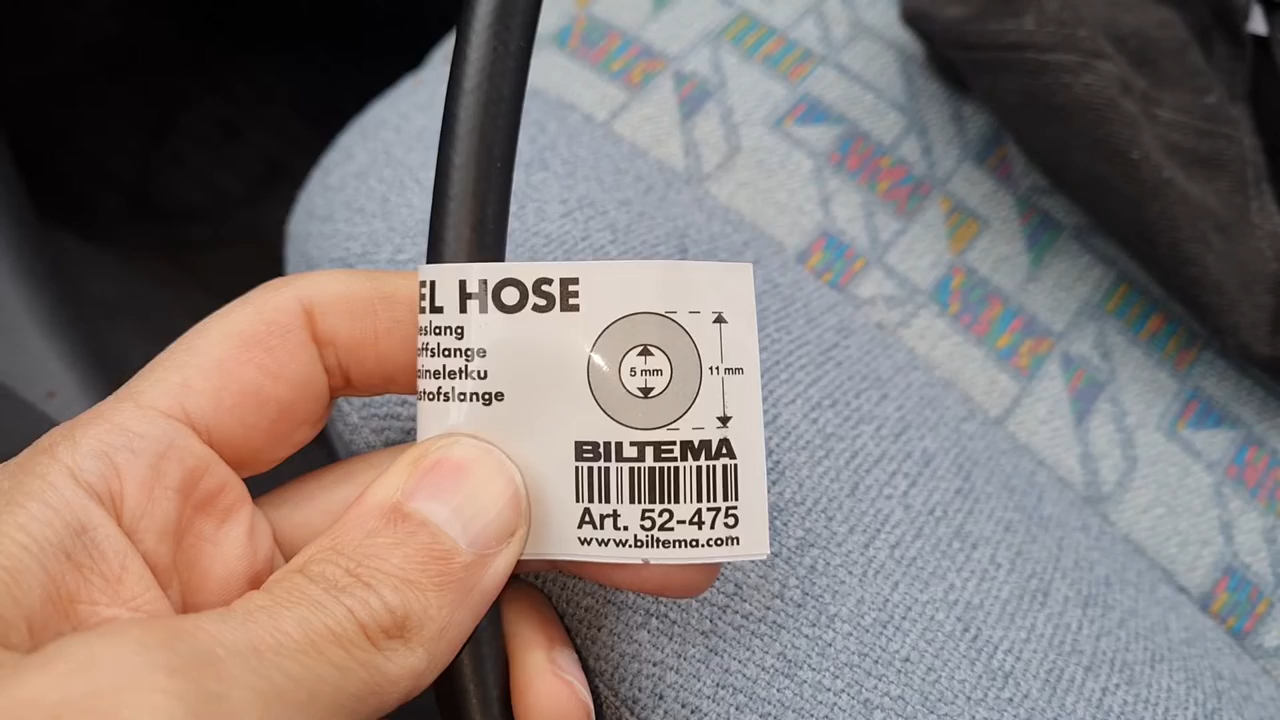 EL HOSE
eslang
offslange
aineletku
stofslange
5 mm
11 mm
BILTEMA
Art. 52-475
www.biltema.com